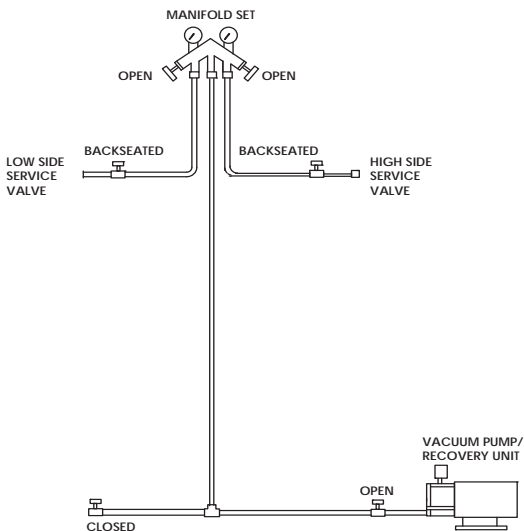 MANIFOLD SET
OPEN
OPEN
BACKSEATED
BACKSEATED
LOW SIDE
SERVICE
VALVE
HIGH SIDE
SERVICE
VALVE
VACUUM PUMP/
RECOVERY UNIT
OPEN
CLOSED